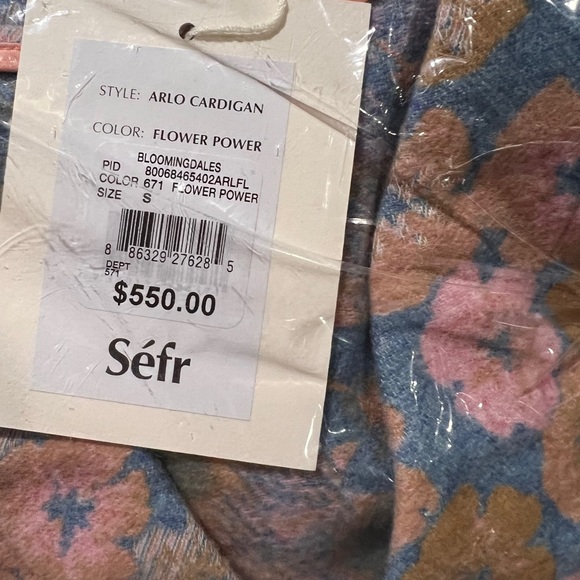 STYLE: ARLO CARDIGAN
COLOR: FLOWER POWER
BLOOMINGDALES
PID 80068465402ARLFL
COLOR 671 FLOWER POWER
SIZE S
8 86329 27628 5
DEPT
571
$550.00
Séfr